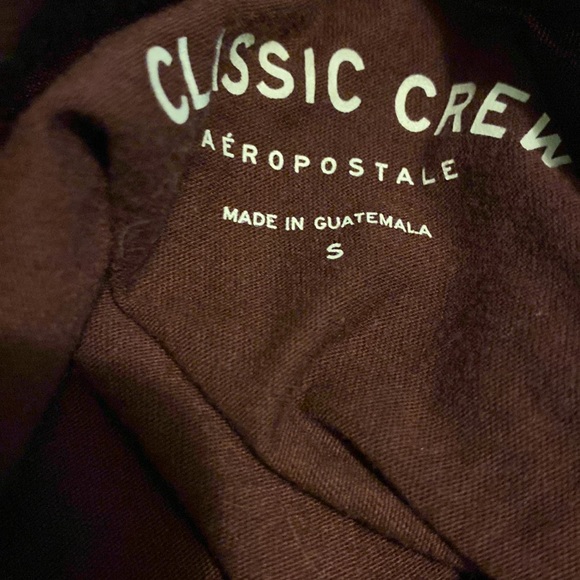 CLASSIC CREW
AÉROPOSTALE
MADE IN GUATEMALA
S